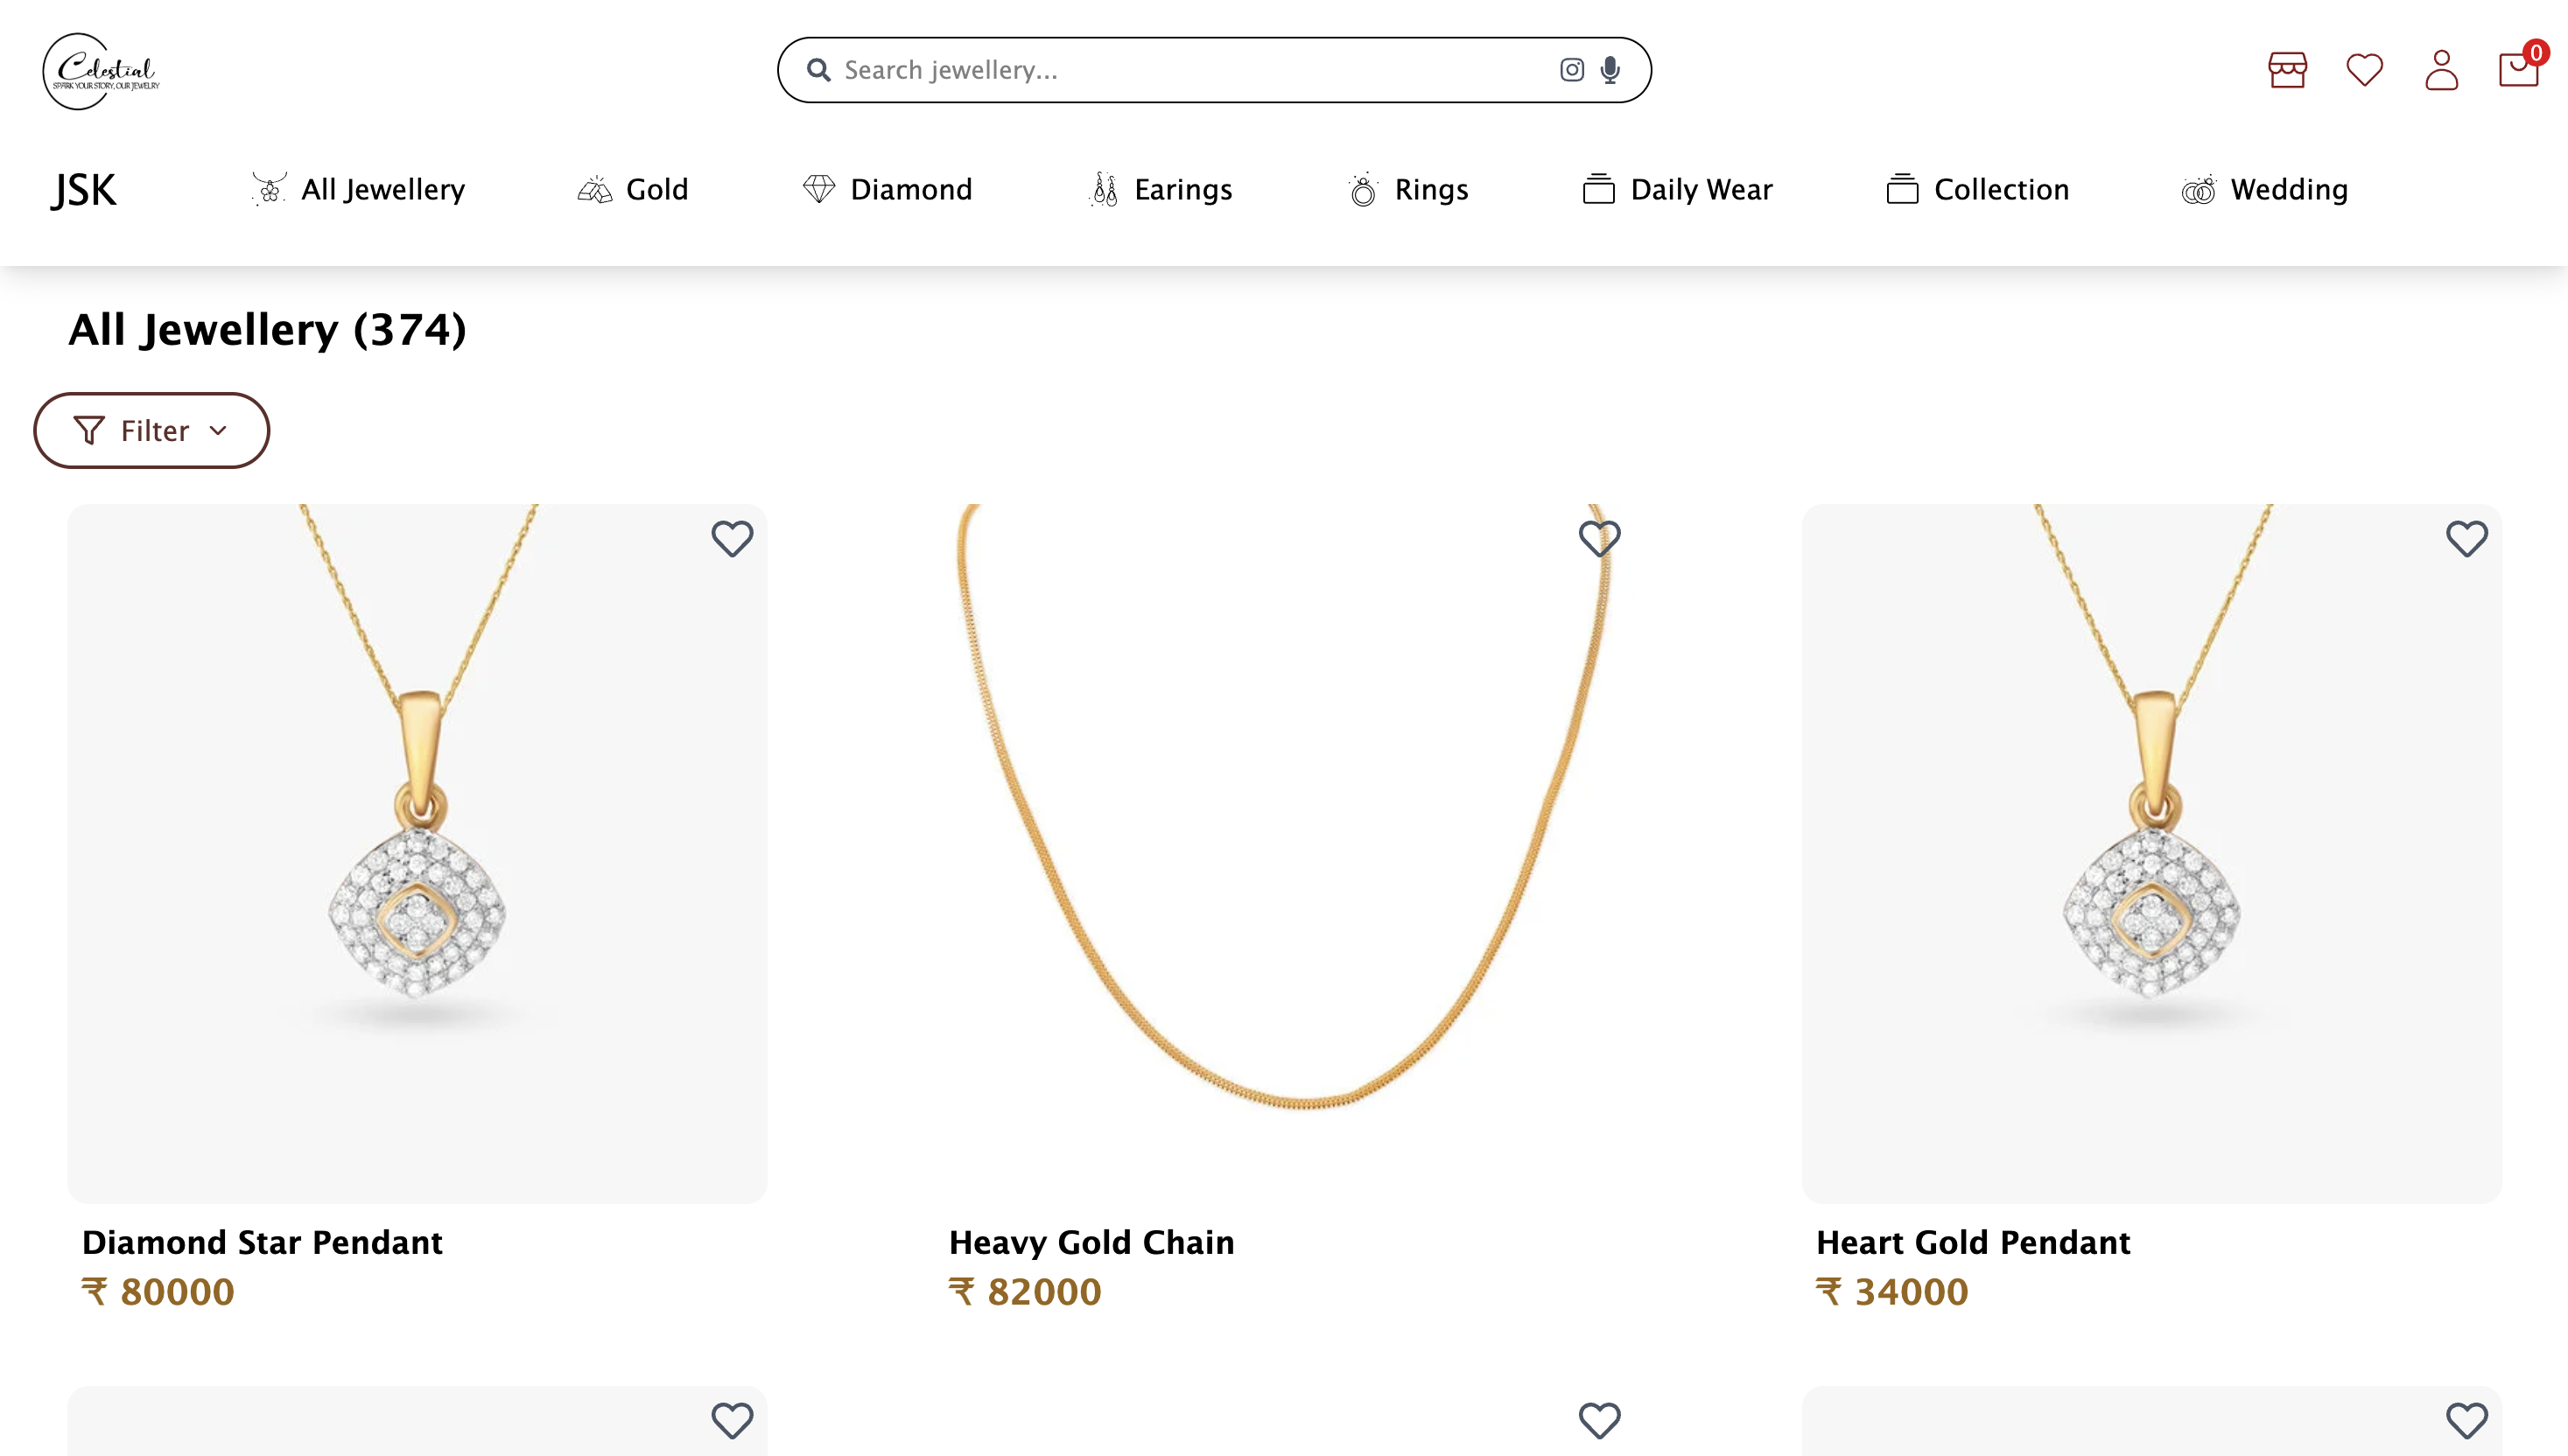 Celestial
SPARK YOUR STORY, OUR JEWELRY
Search jewellery...
0
JSK
All Jewellery
Gold
Diamond
Earings
Rings
Daily Wear
Collection
Wedding
All Jewellery (374)
Filter
Diamond Star Pendant
₹ 80000
Heavy Gold Chain
₹ 82000
Heart Gold Pendant
₹ 34000